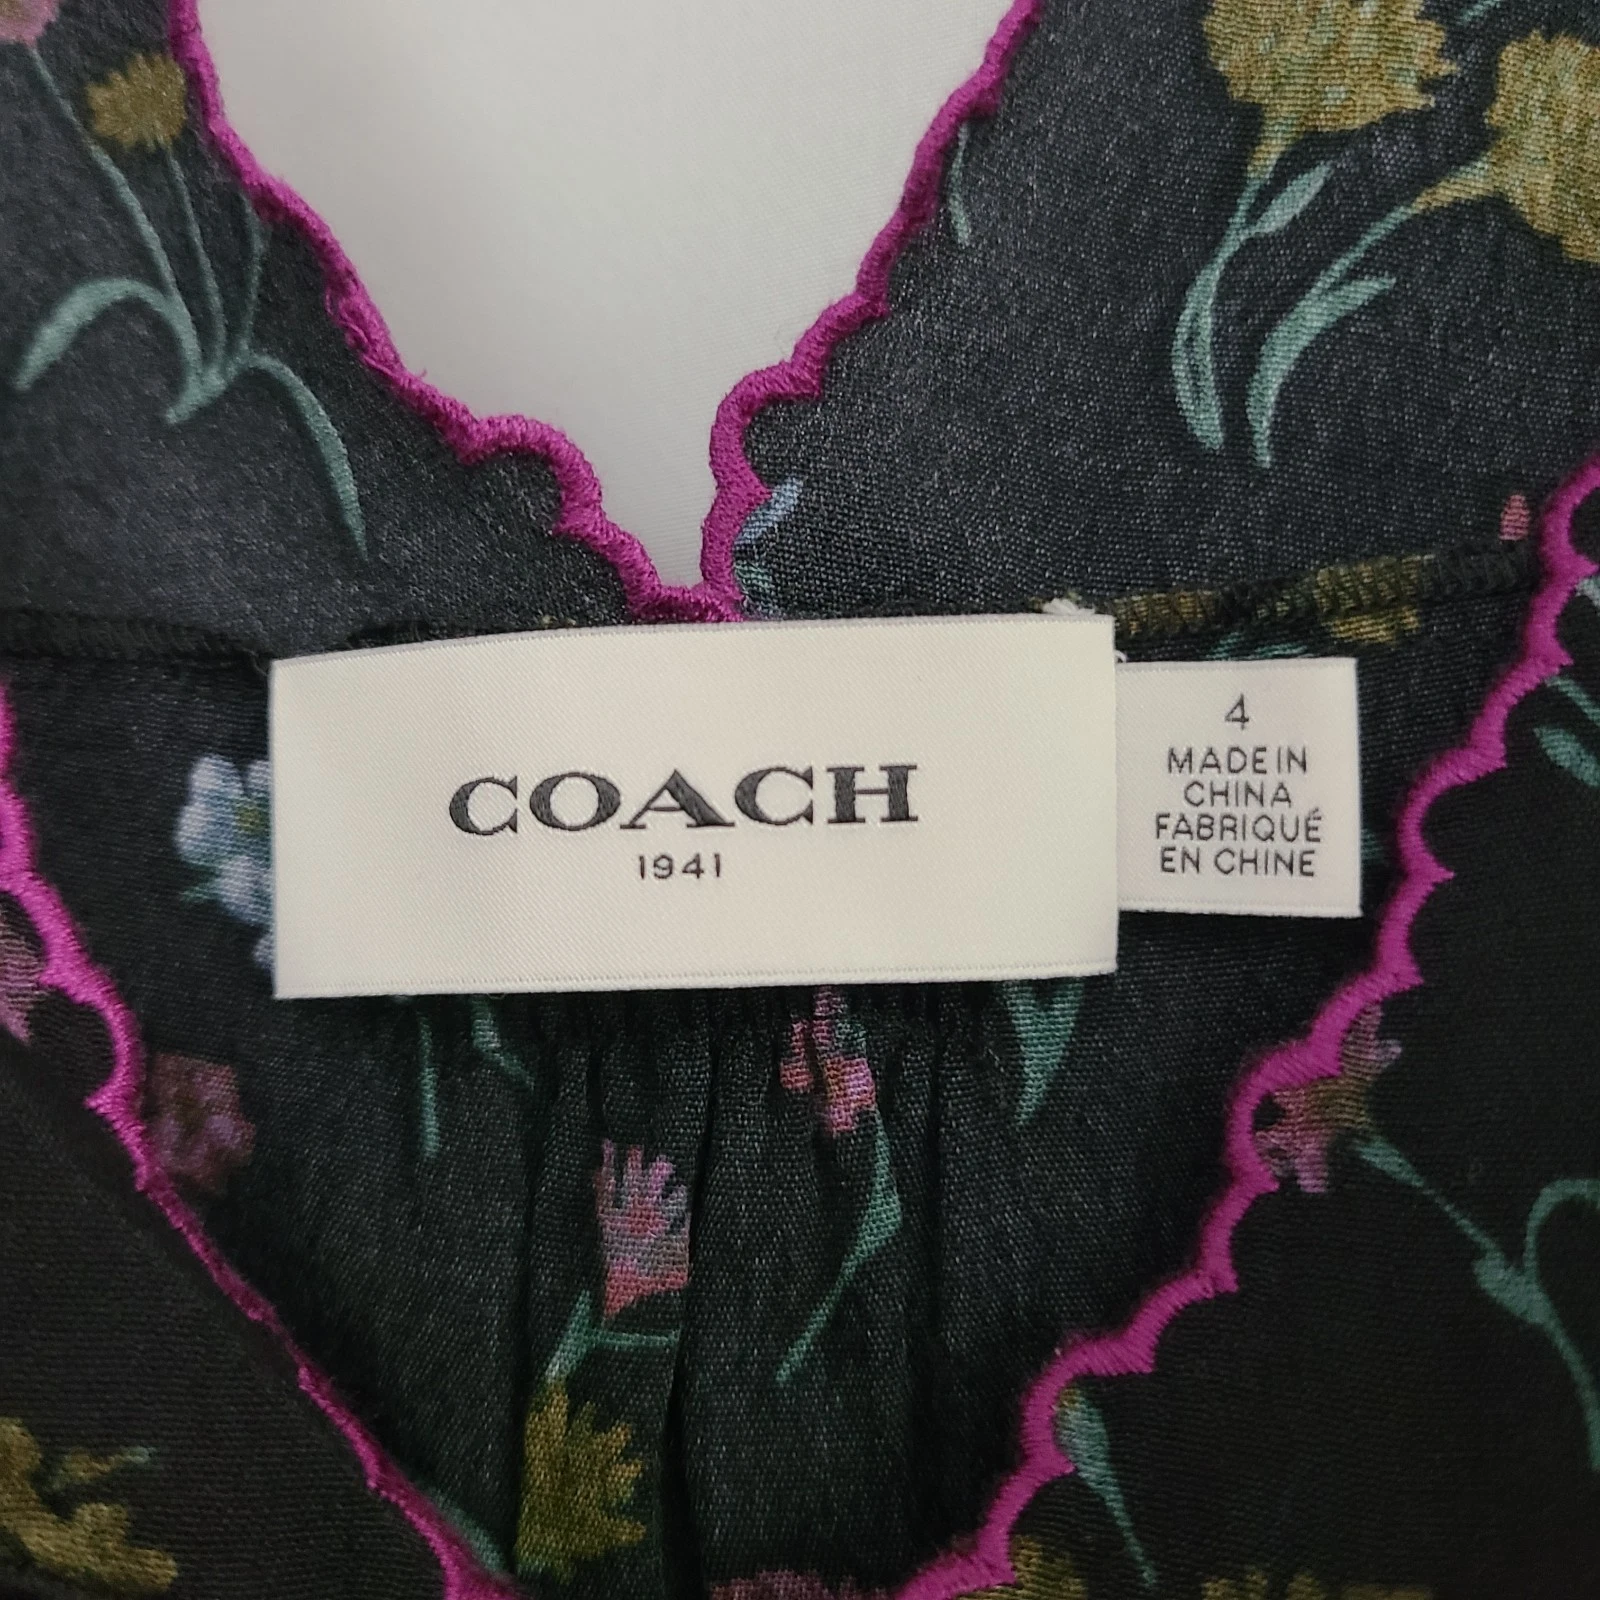 COACH
1941
4
MADE IN
CHINA
FABRIQUÉ
EN CHINE